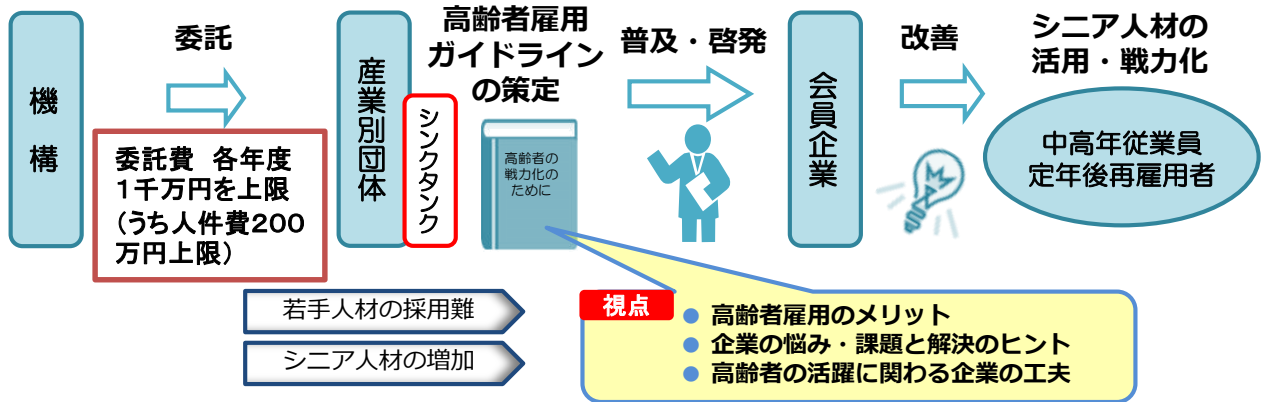 機構
委託
委託費 各年度
1千万円を上限
(うち人件費200
万円上限)
産業別団体
シンクタンク
高齢者雇用
ガイドライン
の策定
高齢者の
戦力化の
ために
普及・啓発
会員企業
改善
シニア人材の
活用・戦力化
中高年従業員
定年後再雇用者
若手人材の採用難
シニア人材の増加
視点
● 高齢者雇用のメリット
● 企業の悩み・課題と解決のヒント
● 高齢者の活躍に関わる企業の工夫